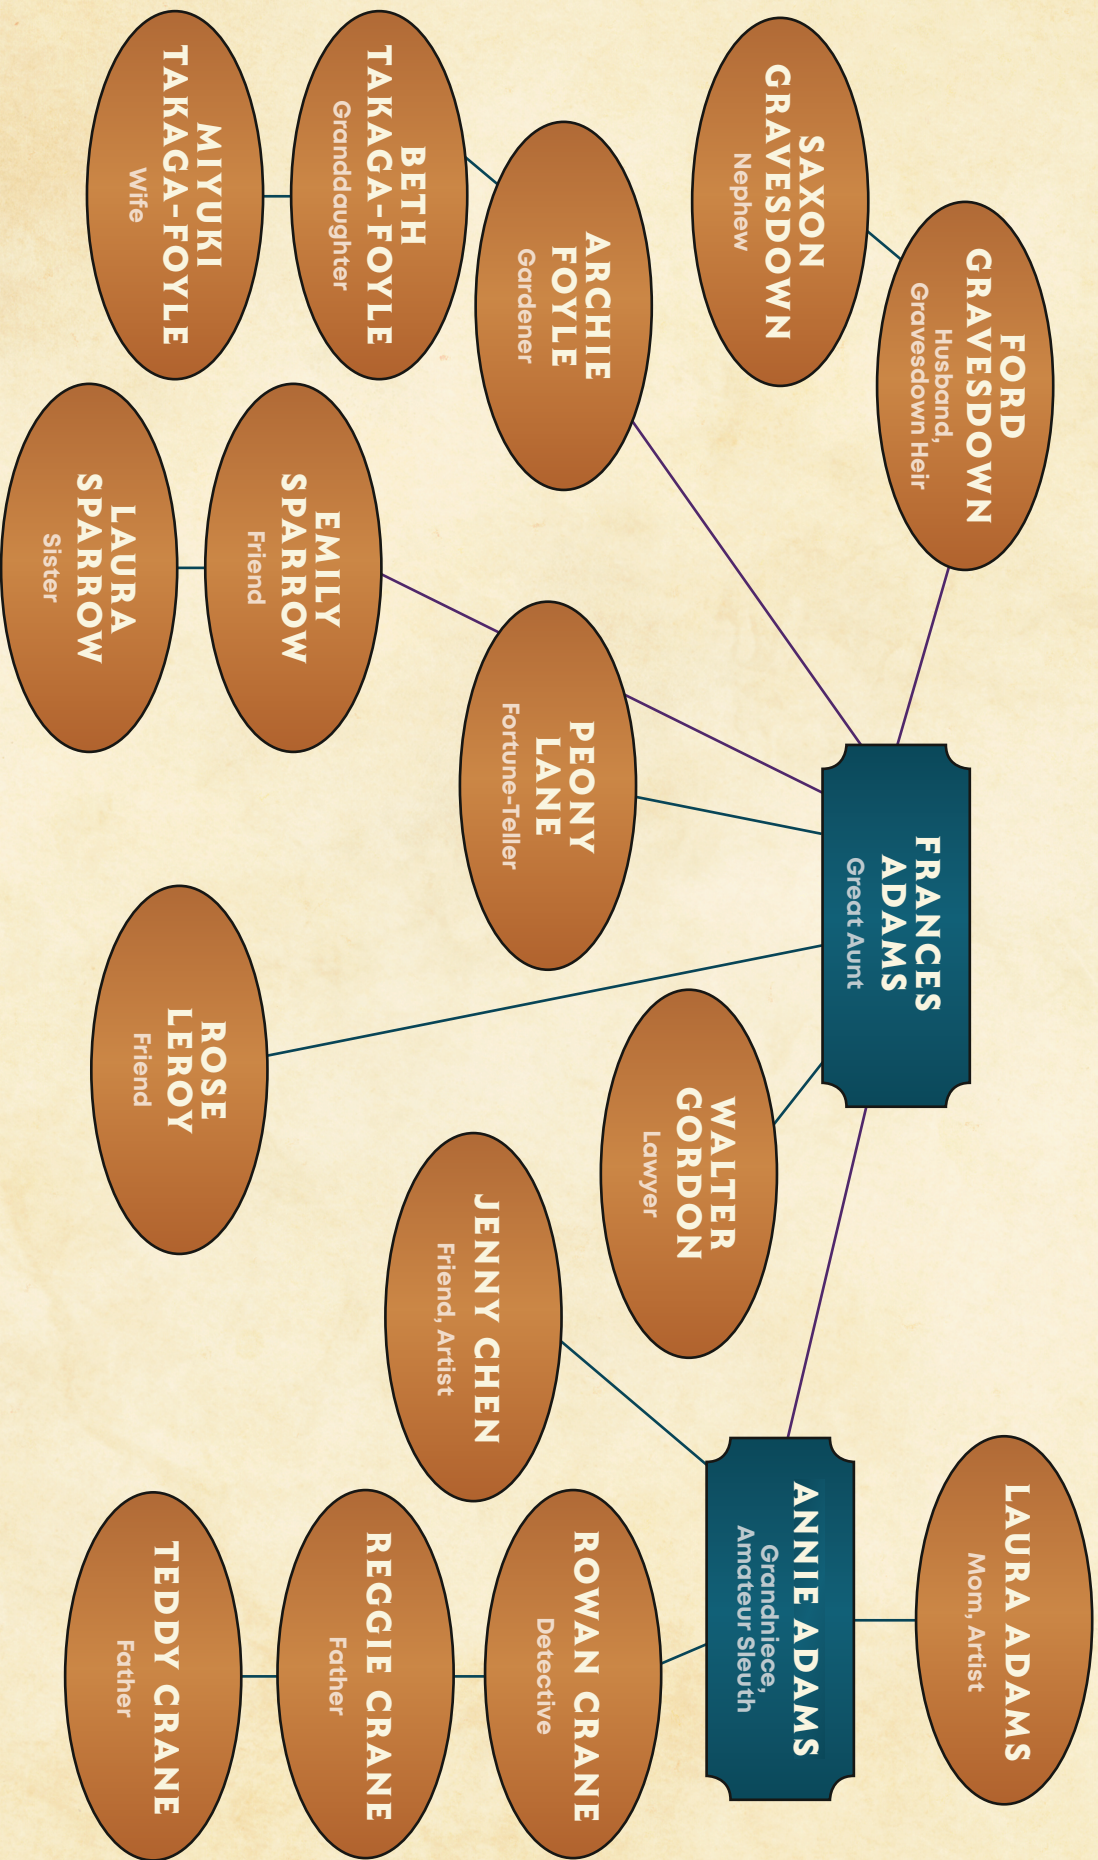 FORD
GRAVESDOWN
Husband,
Gravesdown Heir
LAURA ADAMS
Mom, Artist
FRANCES
ADAMS
Great Aunt
SAXON
GRAVESDOWN
Nephew
ANNIE ADAMS
Grandniece,
Amateur Sleuth
WALTER
GORDON
Lawyer
ARCHIE
FOYLE
Gardener
PEONY
LANE
Fortune-Teller
ROWAN CRANE
Detective
JENNY CHEN
Friend, Artist
BETH
TAKAGA-FOYLE
Granddaughter
EMILY
SPARROW
Friend
REGGIE CRANE
Father
MIYUKI
TAKAGA-FOYLE
Wife
ROSE
LEROY
Friend
TEDDY CRANE
Father
LAURA
SPARROW
Sister